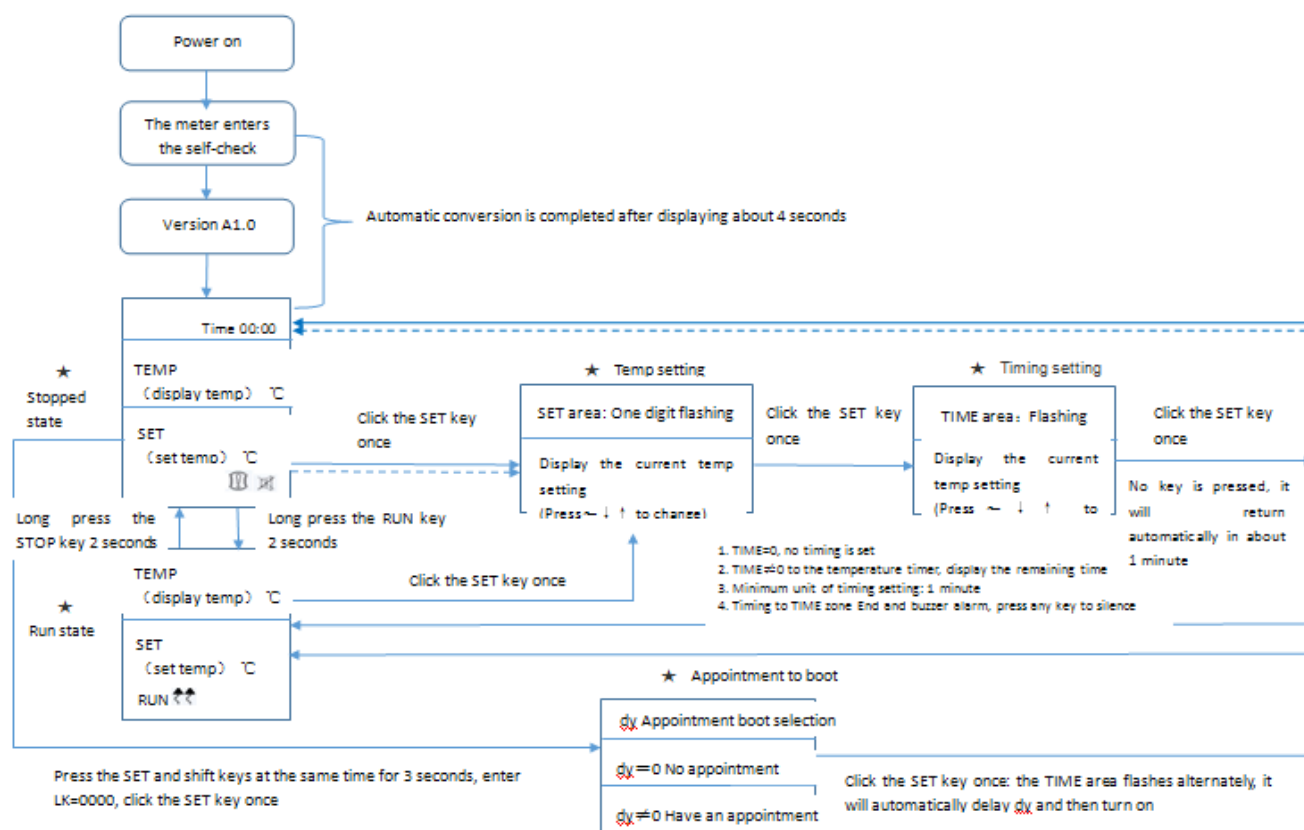 Power on
The meter enters
the self-check
Version A1.0
Automatic conversion is completed after displaying about 4 seconds
Time 00:00
★
Stopped
state
TEMP
（display temp） ℃
SET
（set temp） ℃
Click the SET key
once
★ Temp setting
SET area: One digit flashing
Display the current temp
setting
(Press～ ↓ ↑ to change)
Click the SET key
once
★ Timing setting
TIME area：Flashing
Display the current
temp setting
(Press ～ ↓ ↑ to
Click the SET key
once
No key is pressed, it
will return
automatically in about
1 minute
Long press the
STOP key 2 seconds
Long press the RUN key
2 seconds
1. TIME=0, no timing is set
2. TIME≠0 to the temperature timer, display the remaining time
3. Minimum unit of timing setting: 1 minute
4. Timing to TIME zone End and buzzer alarm, press any key to silence
★
Run state
TEMP
（display temp） ℃
SET
（set temp） ℃
RUN
Click the SET key once
★ Appointment to boot
dy Appointment boot selection
dy＝0 No appointment
dy≠0 Have an appointment
Press the SET and shift keys at the same time for 3 seconds, enter
LK=0000, click the SET key once
Click the SET key once: the TIME area flashes alternately, it
will automatically delay dy and then turn on